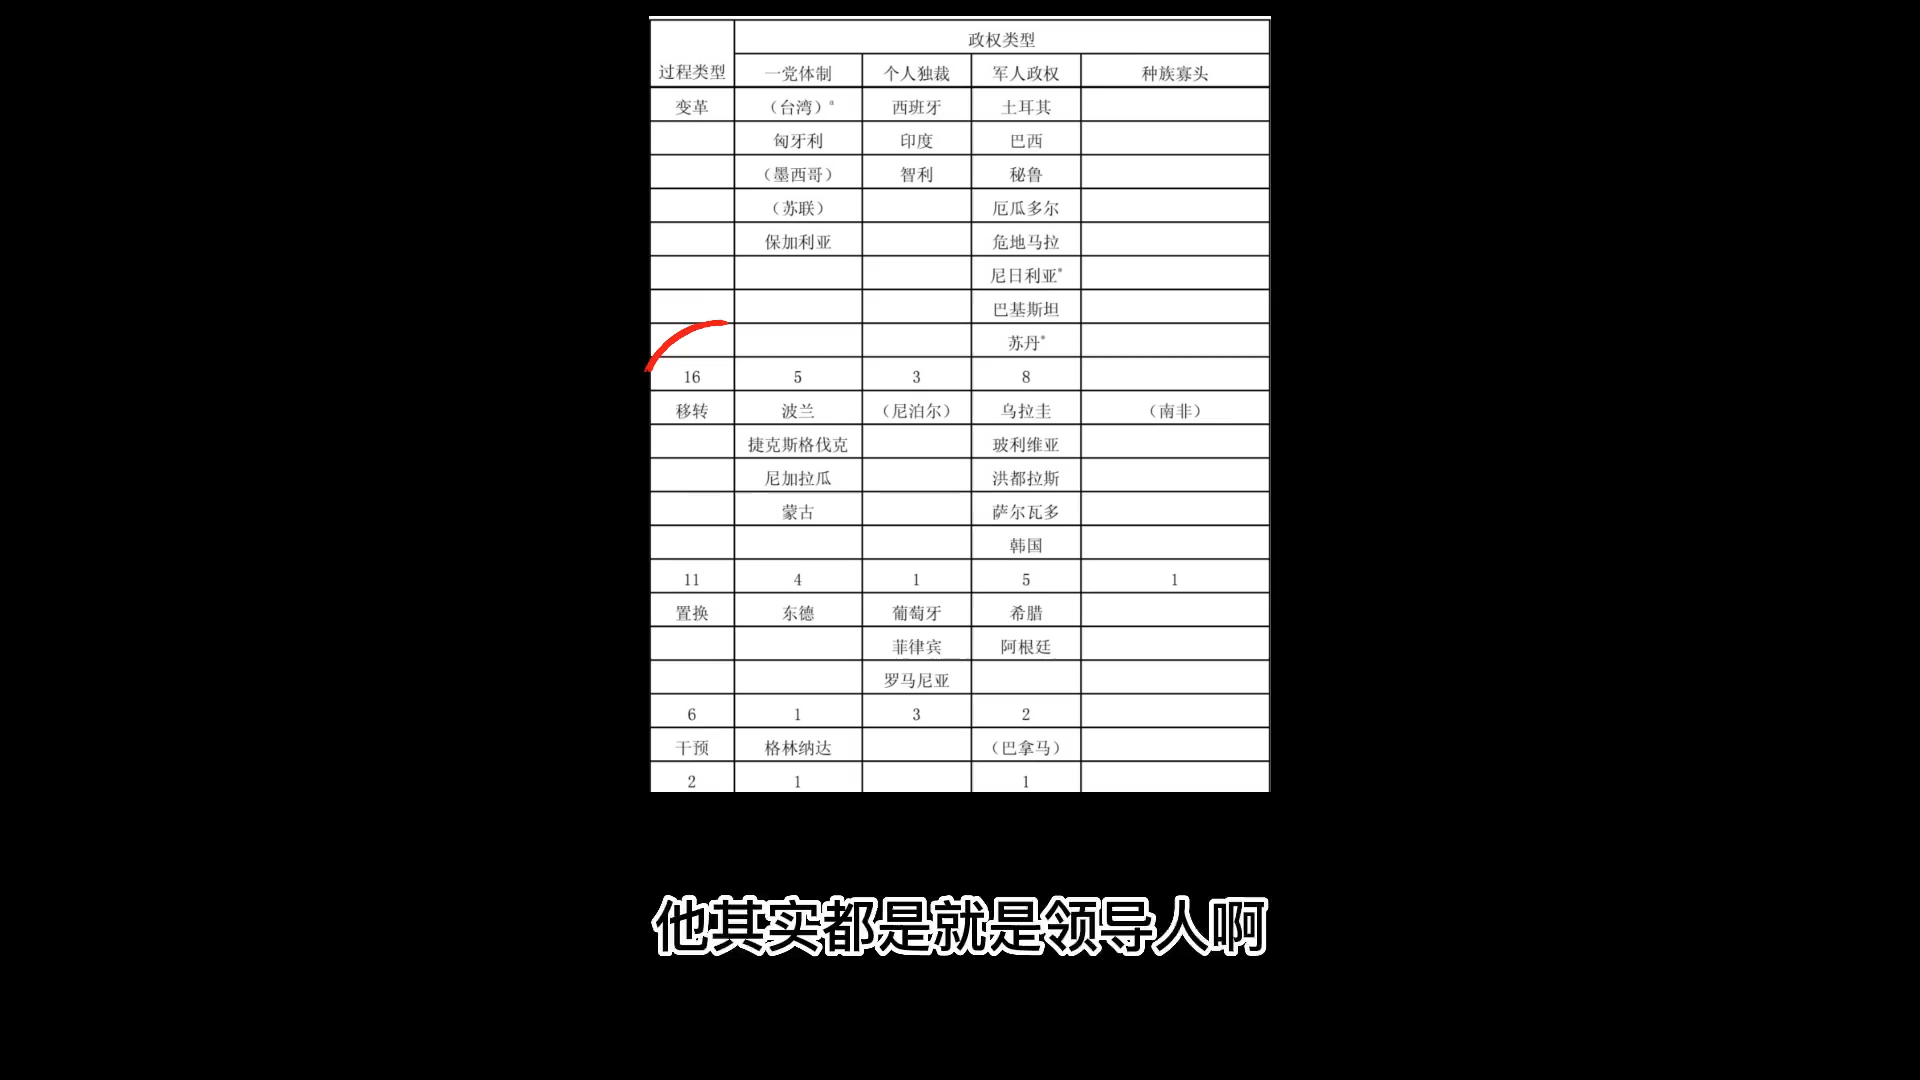 政权类型
过程类型 一党体制 个人独裁 军人政权 种族寡头
变革 （台湾）a 西班牙 土耳其
匈牙利 印度 巴西
（墨西哥） 智利 秘鲁
（苏联） 厄瓜多尔
保加利亚 危地马拉
尼日利亚*
巴基斯坦
苏丹*
16 5 3 8
移转 波兰 （尼泊尔） 乌拉圭 （南非）
捷克斯格伐克 玻利维亚
尼加拉瓜 洪都拉斯
蒙古 萨尔瓦多
韩国
11 4 1 5 1
置换 东德 葡萄牙 希腊
菲律宾 阿根廷
罗马尼亚
6 1 3 2
干预 格林纳达 （巴拿马）
2 1 1
他其实都是就是领导人啊